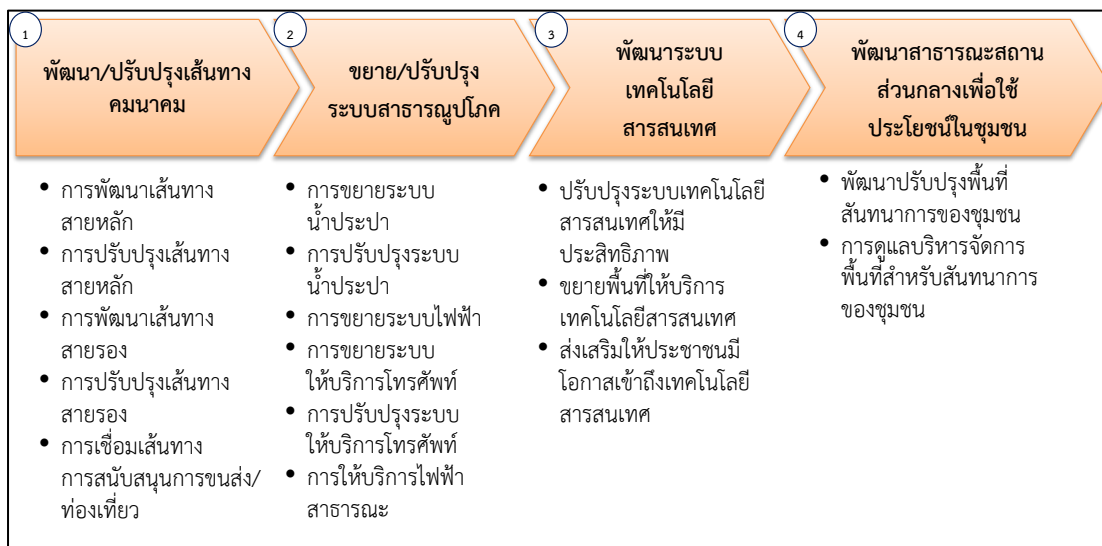 1
พัฒนา/ปรับปรุงเส้นทาง
คมนาคม
2
ขยาย/ปรับปรุง
ระบบสาธารณูปโภค
3
พัฒนาระบบ
เทคโนโลยี
สารสนเทศ
4
พัฒนาสาธารณะสถาน
ส่วนกลางเพื่อใช้
ประโยชน์ในชุมชน
• การพัฒนาเส้นทาง
สายหลัก
• การปรับปรุงเส้นทาง
สายหลัก
• การพัฒนาเส้นทาง
สายรอง
• การปรับปรุงเส้นทาง
สายรอง
• การเชื่อมเส้นทาง
การสนับสนุนการขนส่ง/
ท่องเที่ยว
• การขยายระบบ
น้ำประปา
• การปรับปรุงระบบ
น้ำประปา
• การขยายระบบไฟฟ้า
• การขยายระบบ
ให้บริการโทรศัพท์
• การปรับปรุงระบบ
ให้บริการโทรศัพท์
• การให้บริการไฟฟ้า
สาธารณะ
• ปรับปรุงระบบเทคโนโลยี
สารสนเทศให้มี
ประสิทธิภาพ
• ขยายพื้นที่ให้บริการ
เทคโนโลยีสารสนเทศ
• ส่งเสริมให้ประชาชนมี
โอกาสเข้าถึงเทคโนโลยี
สารสนเทศ
• พัฒนาปรับปรุงพื้นที่
สันทนาการของชุมชน
• การดูแลบริหารจัดการ
พื้นที่สำหรับสันทนาการ
ของชุมชน